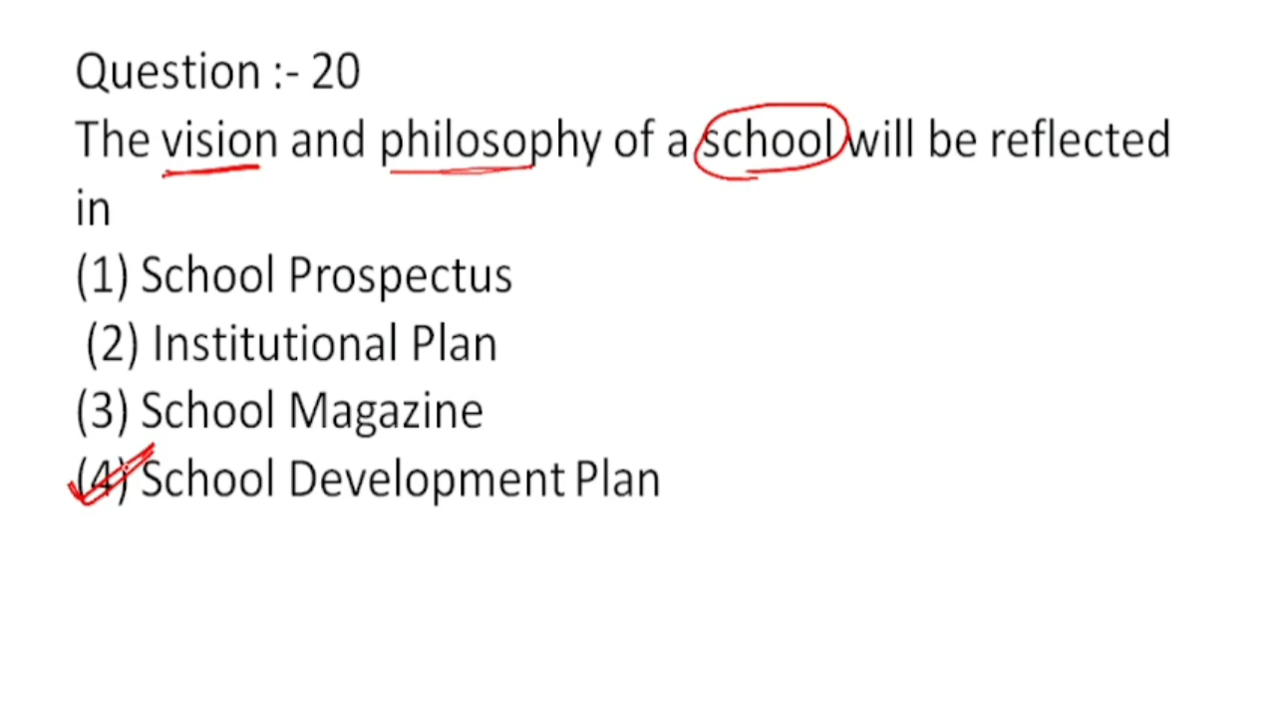 Question :- 20
The vision and philosophy of a school will be reflected
in
(1) School Prospectus
(2) Institutional Plan
(3) School Magazine
(4) School Development Plan